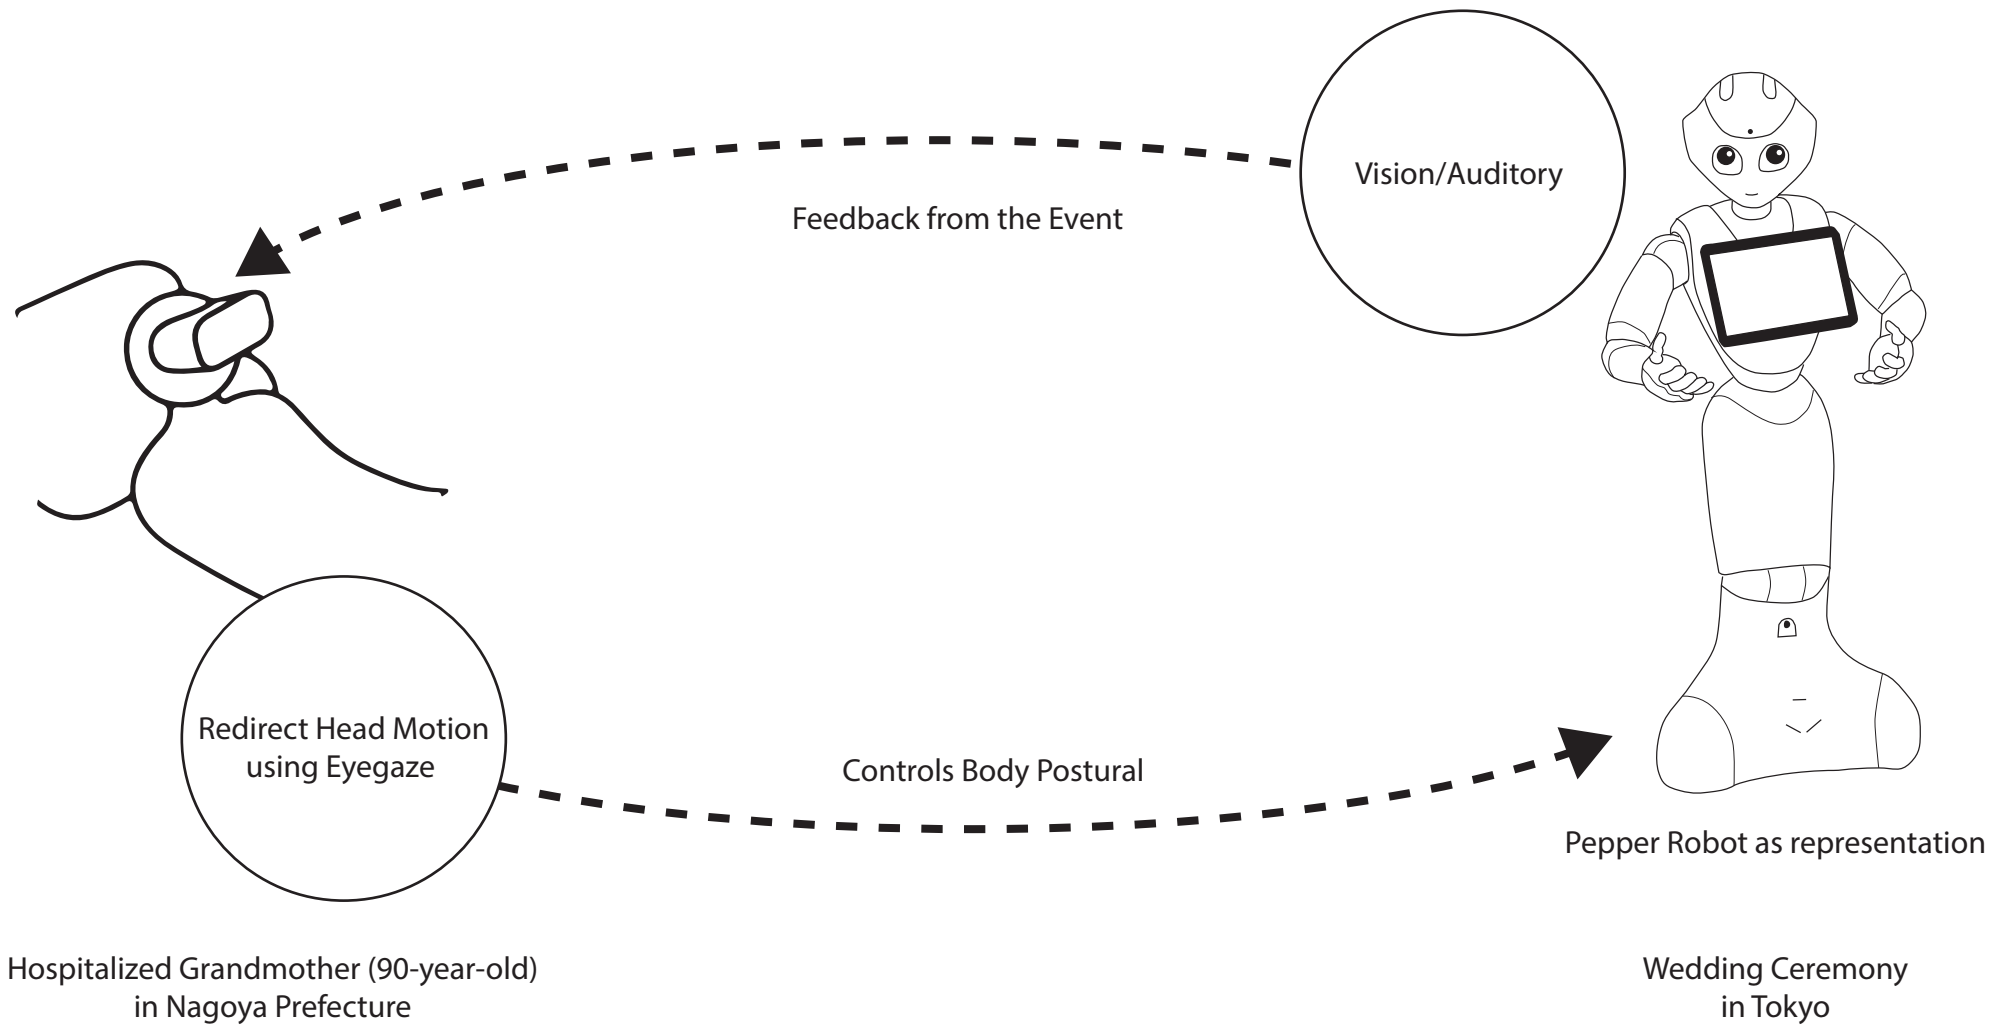 Vision/Auditory
Feedback from the Event
Redirect Head Motion
using Eyegaze
Controls Body Postural
Pepper Robot as representation
Hospitalized Grandmother (90-year-old)
in Nagoya Prefecture
Wedding Ceremony
in Tokyo